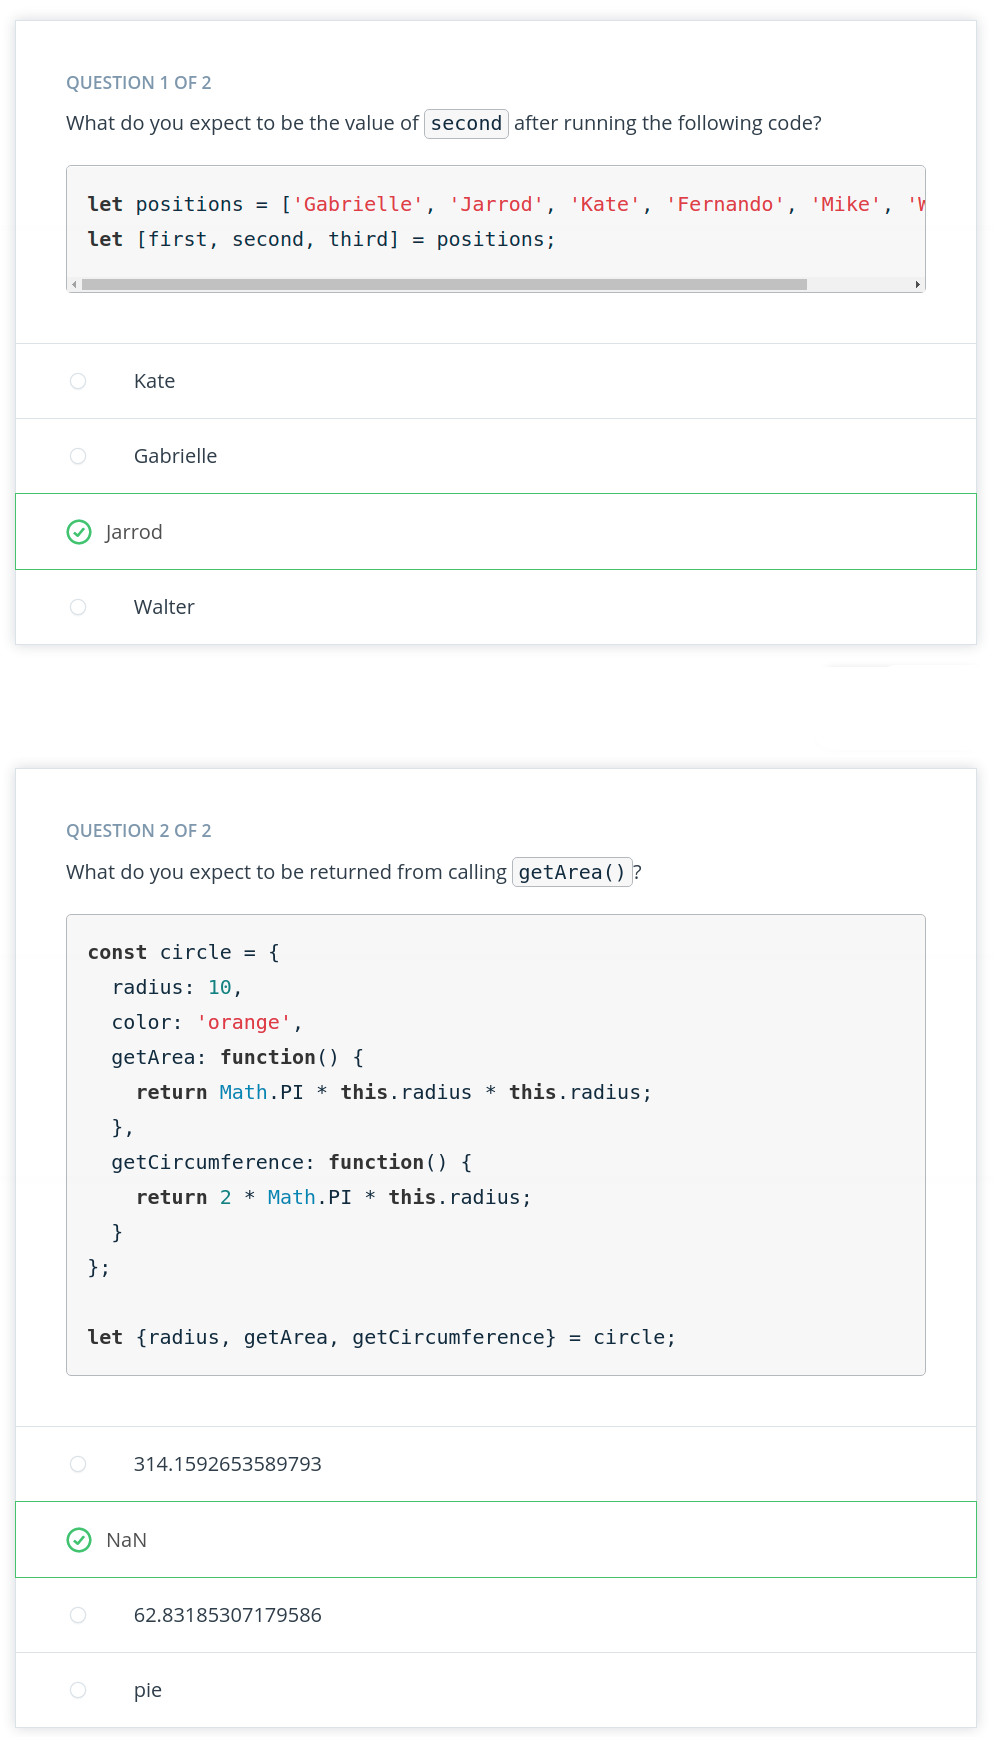 QUESTION 1 OF 2
What do you expect to be the value of second after running the following code?
let positions = ['Gabrielle', 'Jarrod', 'Kate', 'Fernando', 'Mike', '
let [first, second, third] = positions;
Kate
Gabrielle
Jarrod
Walter
QUESTION 2 OF 2
What do you expect to be returned from calling getArea()?
const circle = {
  radius: 10,
  color: 'orange',
  getArea: function() {
    return Math.PI * this.radius * this.radius;
  },
  getCircumference: function() {
    return 2 * Math.PI * this.radius;
  }
};
let {radius, getArea, getCircumference} = circle;
314.1592653589793
NaN
62.83185307179586
pie